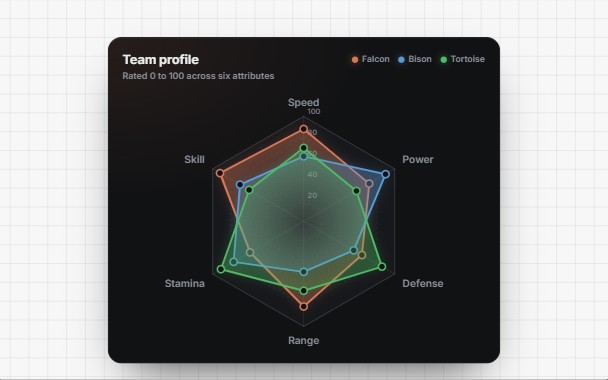 Team profile
Falcon Bison Tortoise
Rated 0 to 100 across six attributes
Speed
100
80
60
40
20
Skill
Power
Stamina
Defense
Range